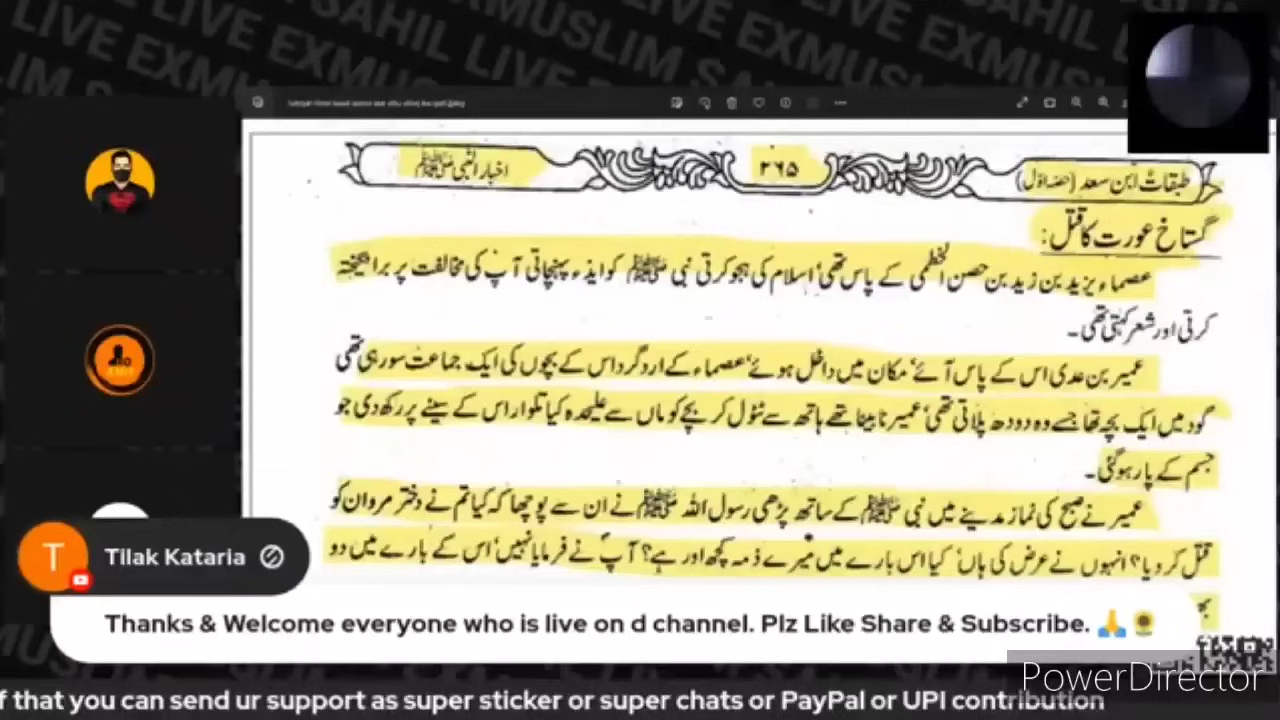 LIVE EXMUSLIM SAHIL LIVE EXMUSLIM
اخبار النبی ﷺ
۲۶۵
طبقات ابن سعد (حصہ اوّل)
گستاخ عورت کا قتل:
عصماء یزید بن زید بن حصن الخطمی کے پاس تھی' اسلام کی ہجو کرتی نبی ﷺ کو ایذء پہنچاتی آپ کی مخالفت پر برانگیختہ
کرتی اور شعر کہتی تھی۔
عمیر بن عدی اس کے پاس آئے' مکان میں داخل ہوئے' عصماء کے اردگرد اس کے بچوں کی ایک جماعت سو رہی تھی
گود میں ایک بچہ تھا جسے وہ دودھ پلاتی تھی' عمیر نابینا تھے ہاتھ سے ٹٹول کر بچے کو ماں سے علیحدہ کیا تلوار اس کے سینے پر رکھ دی جو
جسم کے پار ہو گئی۔
عمیر نے صبح کی نماز مدینے میں نبی ﷺ کے ساتھ پڑھی رسول اللہ ﷺ نے ان سے پوچھا کہ کیا تم نے دختر مروان کو
قتل کر دیا؟ انہوں نے عرض کی ہاں' کیا اس بارے میں میرے ذمہ کچھ اور ہے؟ آپ نے فرمایا نہیں' اس کے بارے میں دو
T
Tilak Kataria
Thanks & Welcome everyone who is live on d channel. Plz Like Share & Subscribe. 🙏🌻
PowerDirector
f that you can send ur support as super sticker or super chats or PayPal or UPI contribution